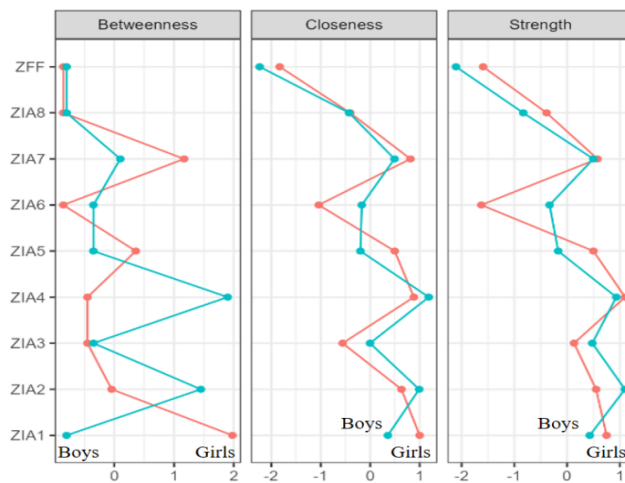 Betweenness Closeness Strength
ZFF
ZIA8
ZIA7
ZIA6
ZIA5
ZIA4
ZIA3
ZIA2
Boys Boys
ZIA1
Boys Girls Girls Girls
0 1 2 -2 -1 0 1 -2 -1 0 1